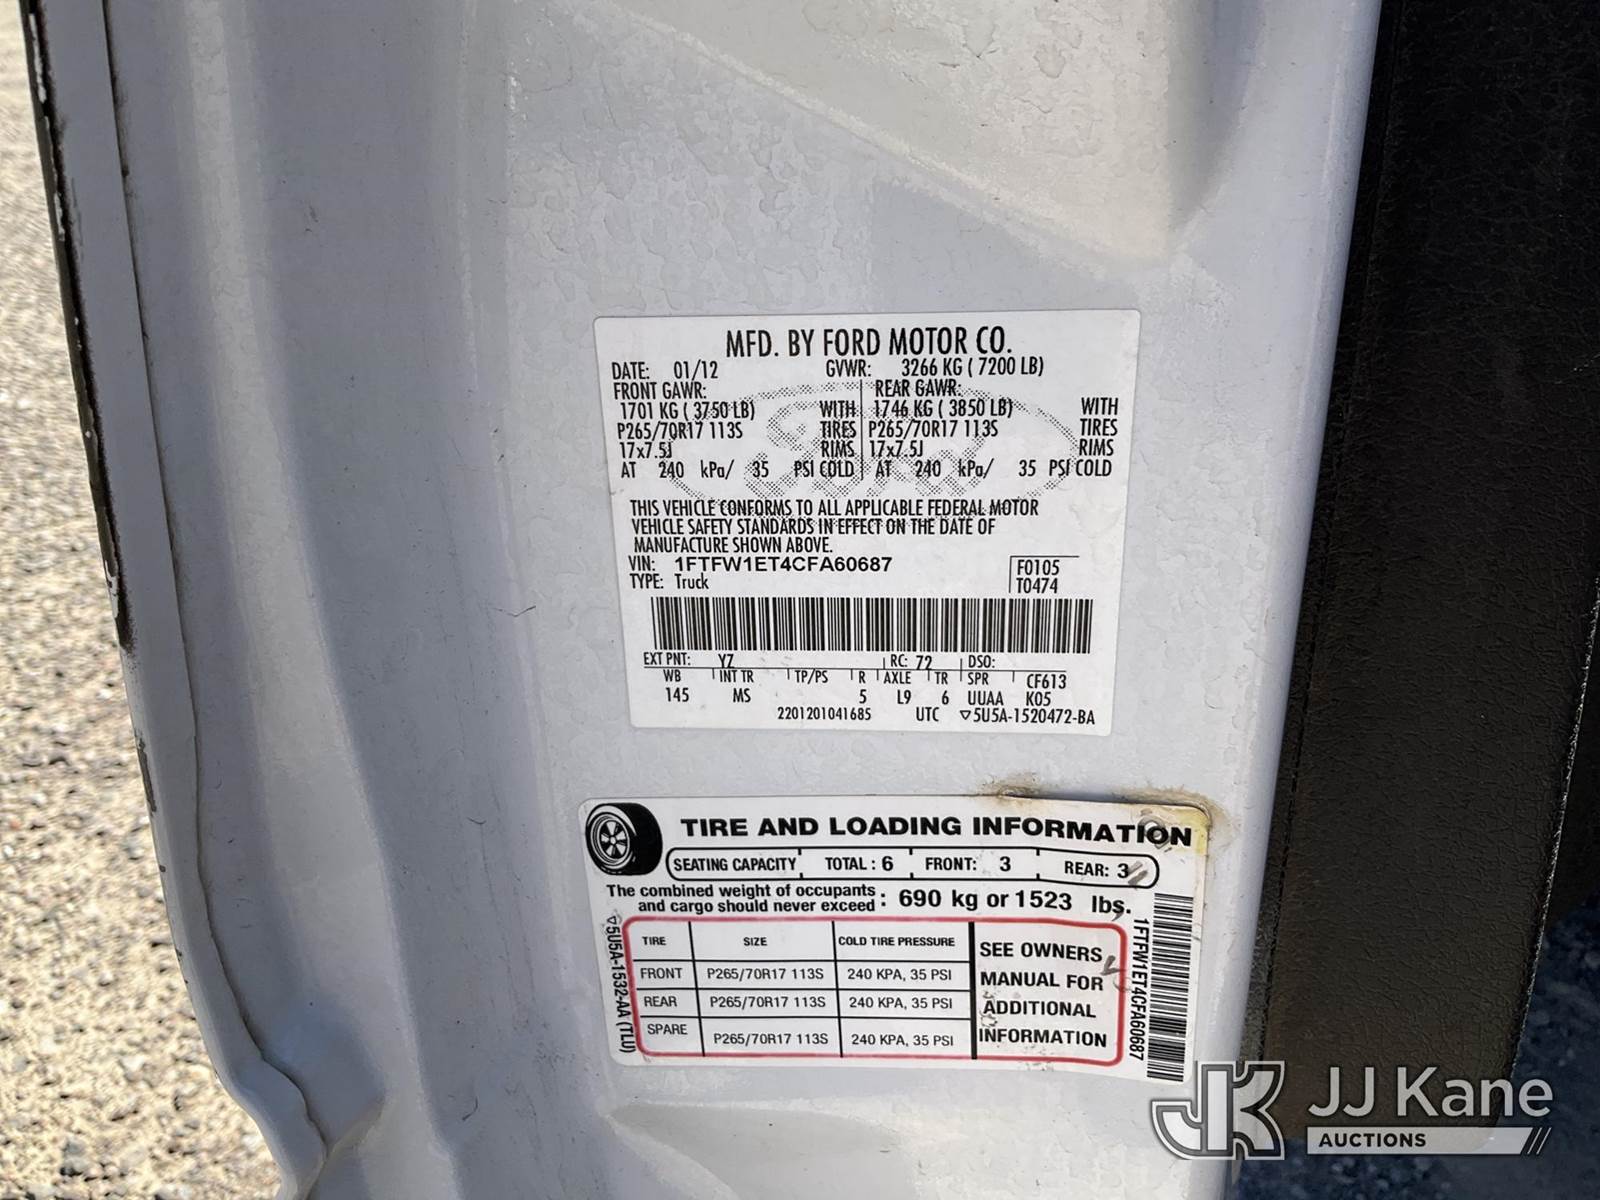 MFD. BY FORD MOTOR CO.
DATE: 01/12 GVWR: 3266 KG ( 7200 LB)
FRONT GAWR: REAR GAWR:
1701 KG ( 3750 LB) WITH 1746 KG ( 3850 LB) WITH
P265/70R17 113S TIRES P265/70R17 113S TIRES
17x7.5J RIMS 17x7.5J RIMS
AT 240 kPa/ 35 PSI COLD AT 240 kPa/ 35 PSI COLD
THIS VEHICLE CONFORMS TO ALL APPLICABLE FEDERAL MOTOR
VEHICLE SAFETY STANDARDS IN EFFECT ON THE DATE OF
MANUFACTURE SHOWN ABOVE.
VIN: 1FTFW1ET4CFA60687 F0105
TYPE: Truck T0474
EXT PNT: YZ RC: 72 DSO:
WB INT TR TP/PS R AXLE TR SPR CF613
145 MS 5 L9 6 UUAA K05
2201201041685 UTC ▽5U5A-1520472-BA
TIRE AND LOADING INFORMATION
SEATING CAPACITY TOTAL : 6 FRONT: 3 REAR: 3
The combined weight of occupants
and cargo should never exceed : 690 kg or 1523 lbs.
TIRE SIZE COLD TIRE PRESSURE
FRONT P265/70R17 113S 240 KPA, 35 PSI
REAR P265/70R17 113S 240 KPA, 35 PSI
SPARE P265/70R17 113S 240 KPA, 35 PSI
SEE OWNERS
MANUAL FOR
ADDITIONAL
INFORMATION
▽5U5A-1532-AA (TLU)
1FTFW1ET4CFA60687
JK JJ Kane
AUCTIONS